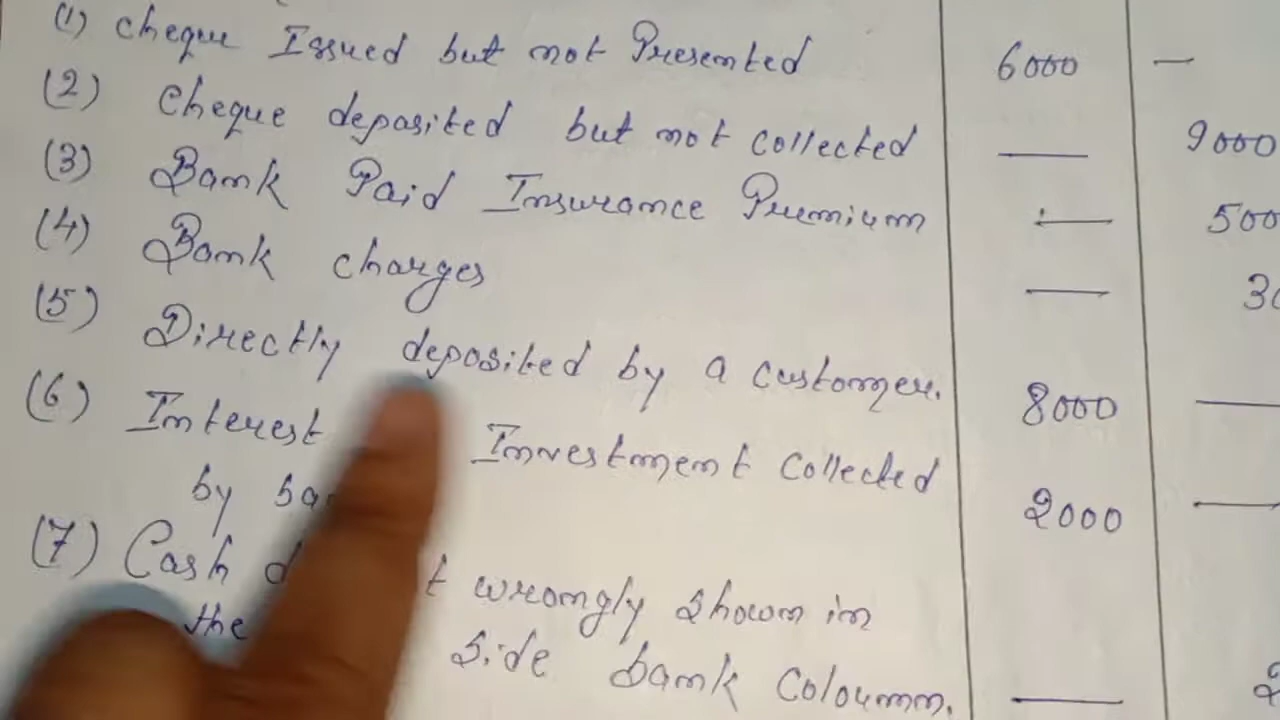 (1) Cheque Issued but not Presented 6000 —
(2) Cheque deposited but not collected — 9000
(3) Bank Paid Insurance Premium — 500
(4) Bank charges —
(5) Directly deposited by a customer. 8000 —
(6) Interest Investment collected
by 2000 —
(7) Cash wrongly shown in
the side bank Coloumn. —